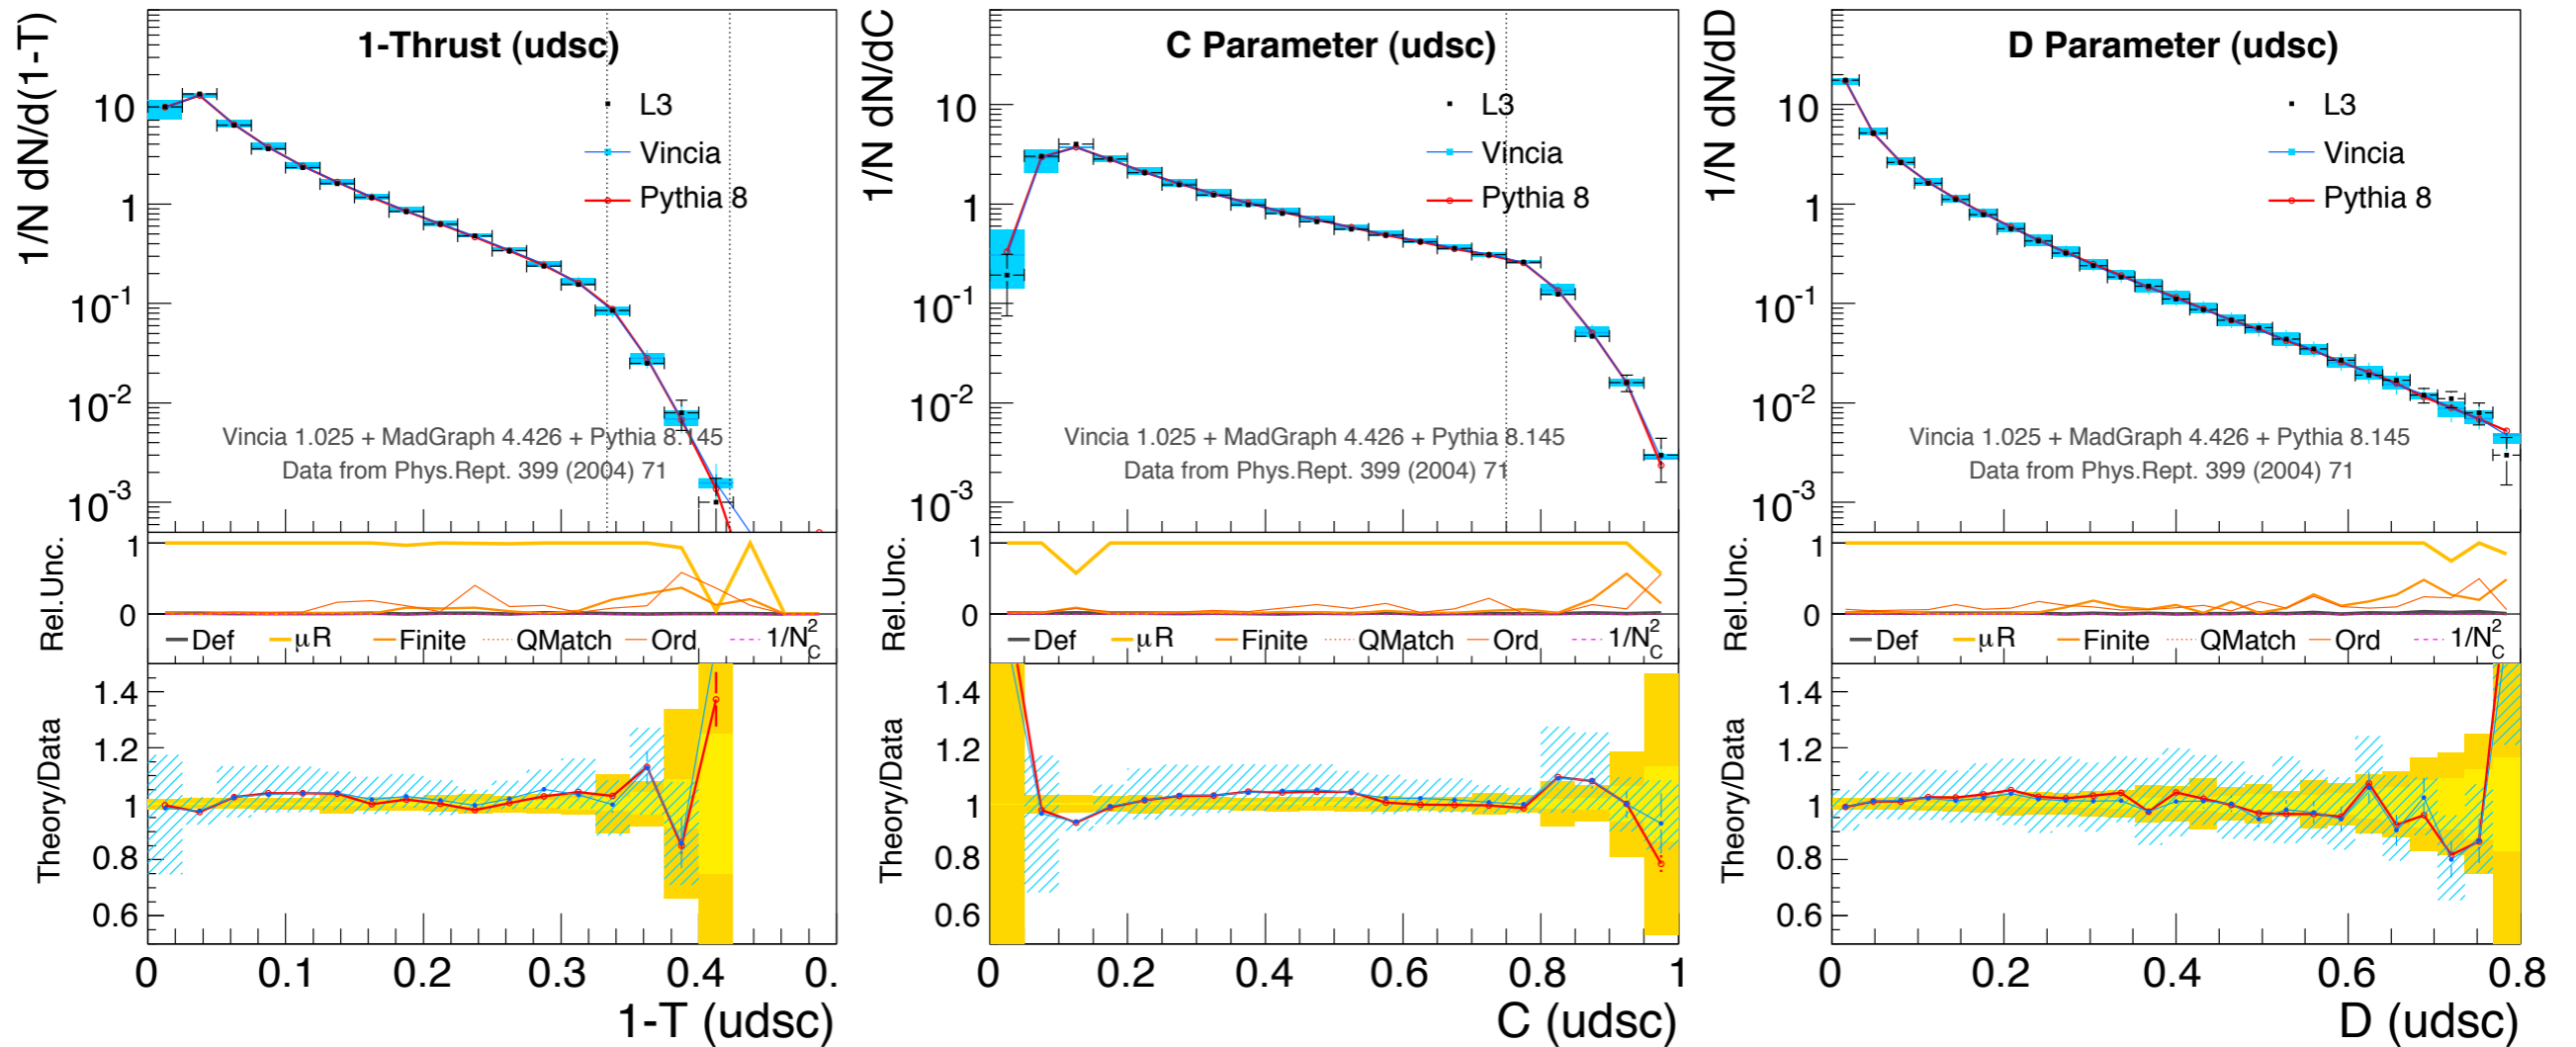 1-Thrust (udsc)
1/N dN/d(1-T)
10
1
10^-1
10^-2
10^-3
L3
Vincia
Pythia 8
Vincia 1.025 + MadGraph 4.426 + Pythia 8.145
Data from Phys.Rept. 399 (2004) 71
Rel.Unc.
1
0
Def μR Finite QMatch Ord 1/N_C^2
Theory/Data
1.4
1.2
1
0.8
0.6
0 0.1 0.2 0.3 0.4 0.
1-T (udsc)
C Parameter (udsc)
1/N dN/dC
10
1
10^-1
10^-2
10^-3
L3
Vincia
Pythia 8
Vincia 1.025 + MadGraph 4.426 + Pythia 8.145
Data from Phys.Rept. 399 (2004) 71
Rel.Unc.
1
0
Def μR Finite QMatch Ord 1/N_C^2
Theory/Data
1.4
1.2
1
0.8
0.6
0 0.2 0.4 0.6 0.8 1
C (udsc)
D Parameter (udsc)
1/N dN/dD
10
1
10^-1
10^-2
10^-3
L3
Vincia
Pythia 8
Vincia 1.025 + MadGraph 4.426 + Pythia 8.145
Data from Phys.Rept. 399 (2004) 71
Rel.Unc.
1
0
Def μR Finite QMatch Ord 1/N_C^2
Theory/Data
1.4
1.2
1
0.8
0.6
0 0.2 0.4 0.6 0.8
D (udsc)